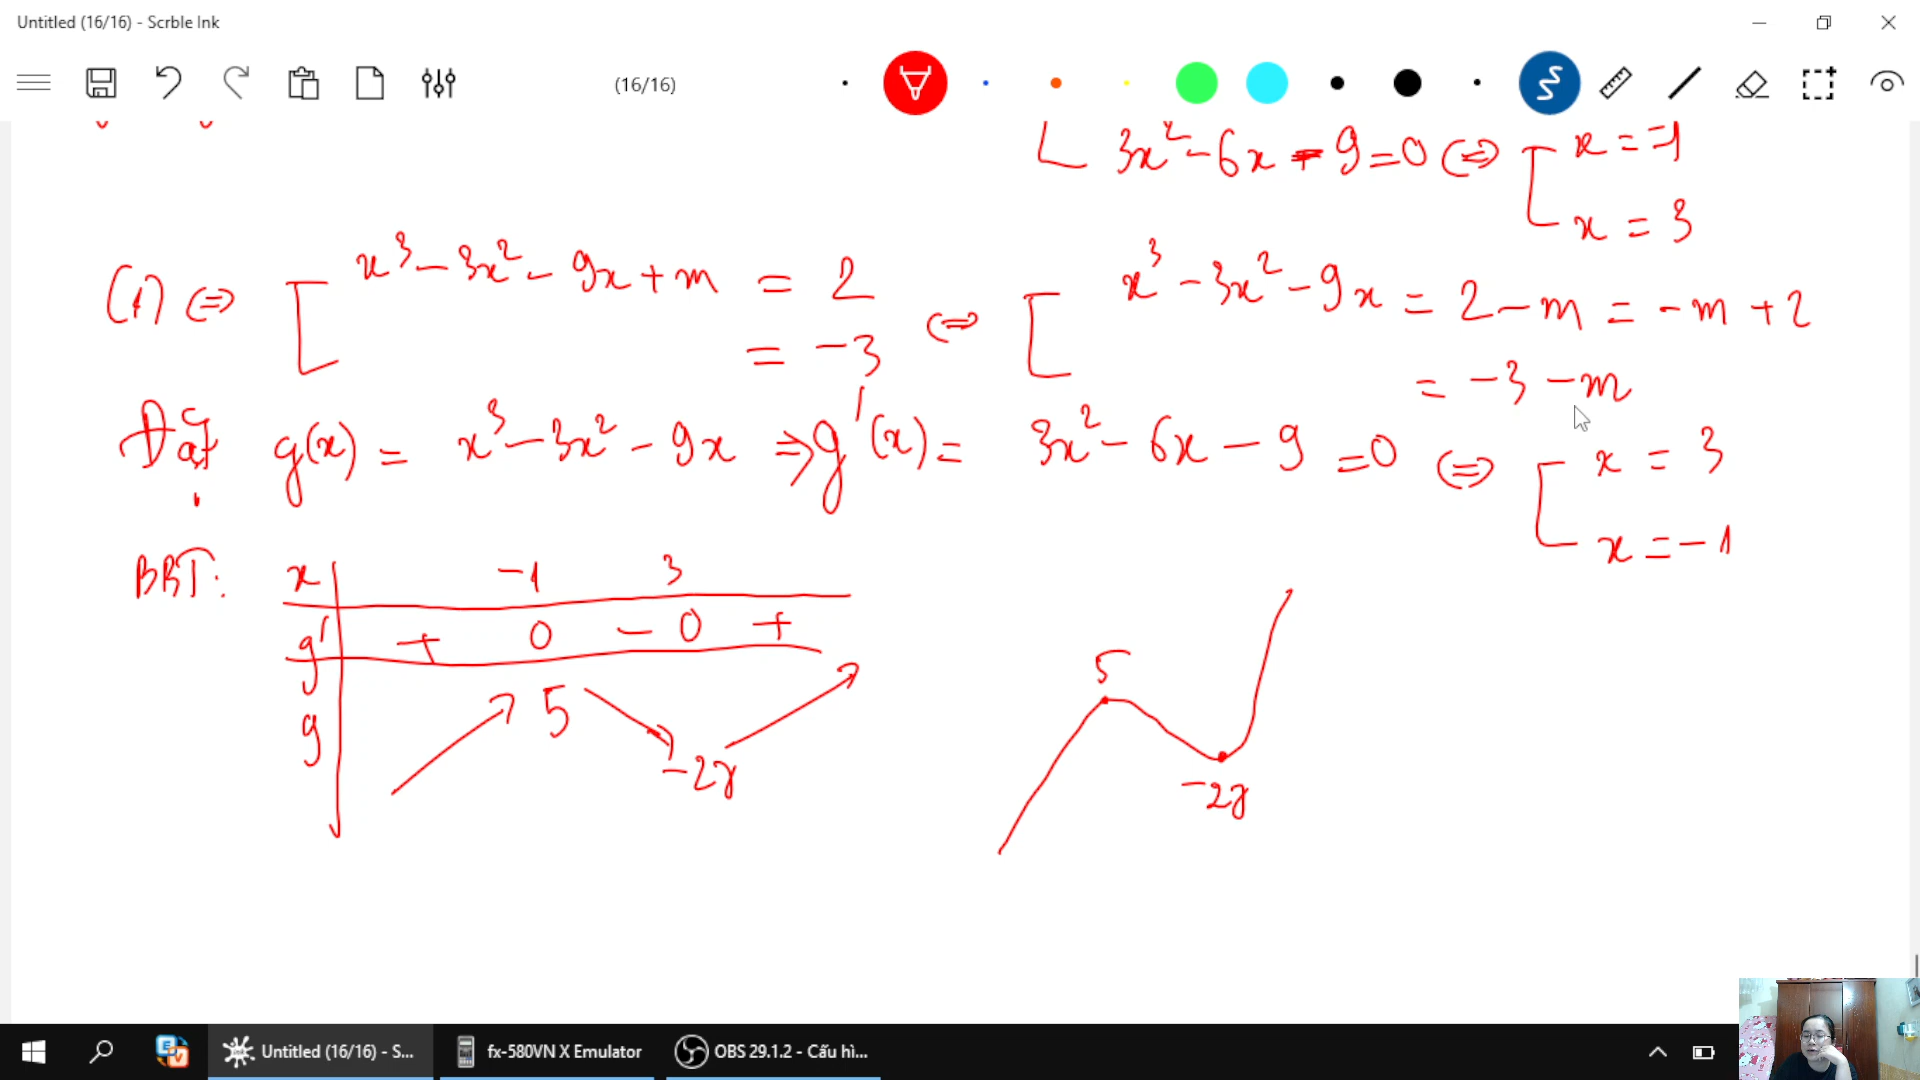 Untitled (16/16) - Scrble Ink
(16/16)
3x² - 6x - 9 = 0 ⇔ [ x = -1
x = 3
(1) ⇔ [ x³ - 3x² - 9x + m = 2
= -3
⇔ [ x³ - 3x² - 9x = 2 - m = -m + 2
= -3 - m
Đặt g(x) = x³ - 3x² - 9x ⇒ g'(x) = 3x² - 6x - 9 = 0 ⇔ [ x = 3
x = -1
BBT:
x -1 3
g' + 0 - 0 +
g 5 -27
5
-27
Untitled (16/16) - S...
fx-580VN X Emulator
OBS 29.1.2 - Cấu hì...